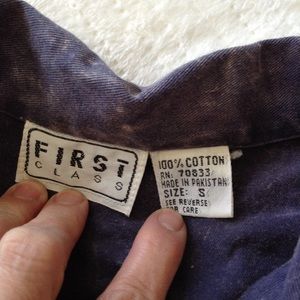 FIRST
CLASS
100% COTTON
RN: 70833
MADE IN PAKISTAN
SIZE: S
SEE REVERSE
FOR CARE